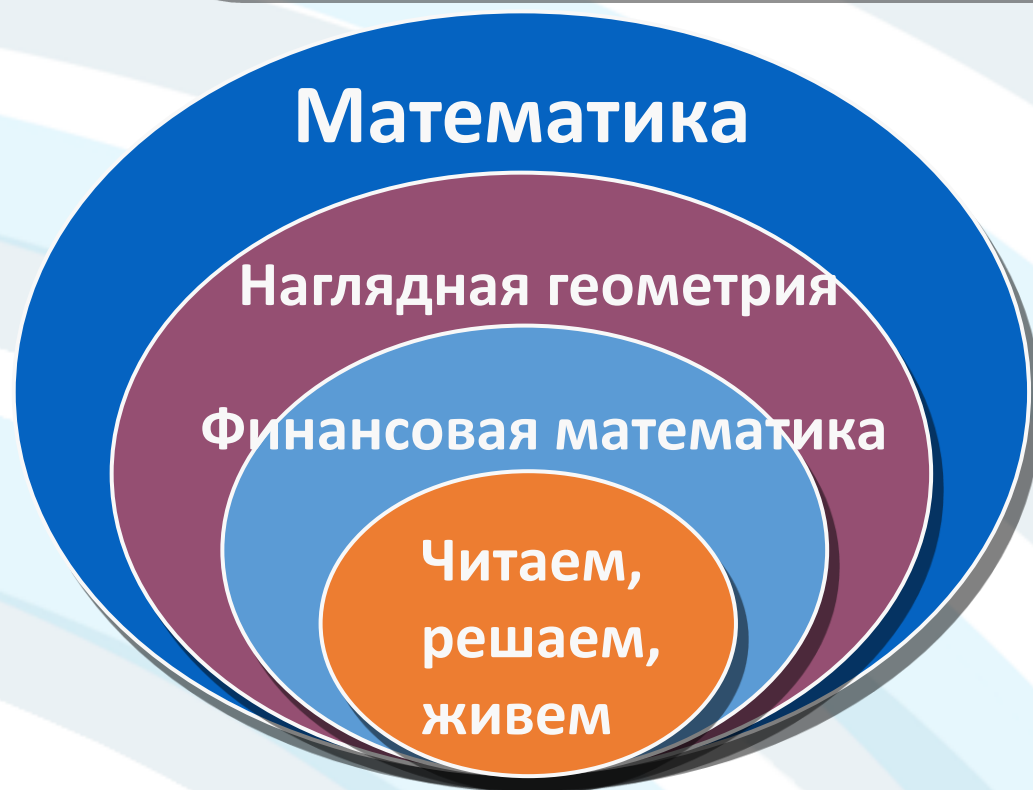 Математика
Наглядная геометрия
Финансовая математика
Читаем,
решаем,
живем